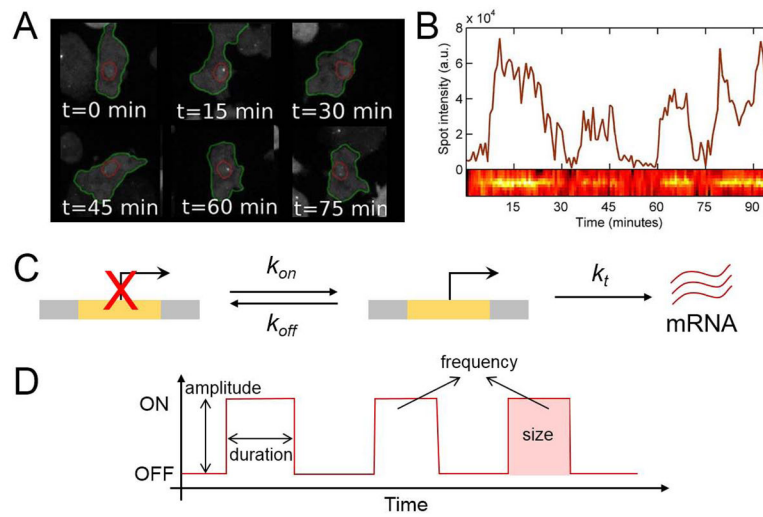 A
t=0 min
t=15 min
t=30 min
t=45 min
t=60 min
t=75 min
B
x 10⁴
Spot intensity (a.u.)
8
6
4
2
0
15 30 45 60 75 90
Time (minutes)
C
k_on
k_off
k_t
mRNA
D
frequency
ON
amplitude
duration
size
OFF
Time